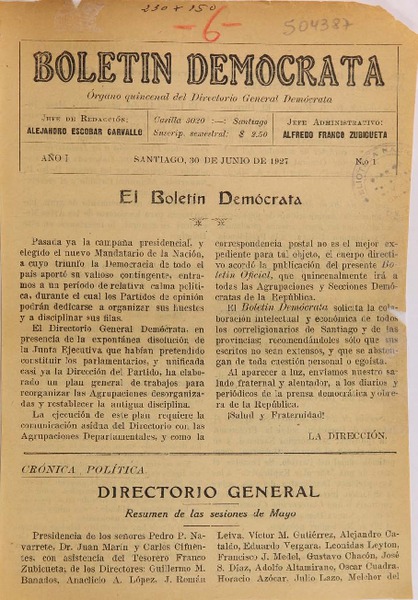 230 + 250
-6-
504387
BOLETIN DEMOCRATA
Organo quincenal del Directorio General Demócrata
JEFE DE REDACCIÓN:
ALEJANDRO ESCOBAR CARVALLO
Casilla 3020 :—: Santiago
Suscrip. semestral: $ 2.50
JEFE ADMINISTRATIVO:
ALFREDO FRANCO ZUBICUETA
AÑO I
SANTIAGO, 30 DE JUNIO DE 1927
N.o 1
El Boletín Demócrata
Pasada ya la campaña presidencial, y
elegido el nuevo Mandatario de la Nación,
a cuyo triunfo la Democracia de todo el
país aportó su valioso contingente, entra-
mos a un período de relativa calma política,
durante el cual los Partidos de opinión
podrán dedicarse a organizar sus huestes
y a disciplinar sus filas.
El Directorio General Demócrata, en
presencia de la expontánea disolución de
la Junta Ejecutiva que habían pretendido
constituir los parlamentarios, y unificada
casi ya la Dirección del Partido, ha ela-
borado un plan general de trabajos para
reorganizar las Agrupaciones desorganiza-
das y restablecer la antigua disciplina.
La ejecución de este plan requiere la
comunicación asidua del Directorio con las
Agrupaciones Departamentales, y como la
correspondencia postal no es el mejor ex-
pediente para tal objeto, el cuerpo directi-
vo acordó la publicación del presente Bo-
letín Oficial, que quincenalmente irá a
todas las Agrupaciones y Secciones Demó-
cratas de la República.
El Boletín Demócrata solicita la cola-
boración intelectual y económica de todos
los correligionarios de Santiago y de las
provincias; recomendándoles sólo que sus
escritos no sean extensos, y que se absten-
gan de toda cuestión personal o egoista.
Al aparecer a luz, enviamos nuestro sa-
ludo fraternal y alentador, a los diarios y
periódicos de la prensa democrática y obre-
ra de la República.
¡Salud y Fraternidad!
LA DIRECCIÓN.
CRÓNICA POLÍTICA
DIRECTORIO GENERAL
Resumen de las sesiones de Mayo
Presidencia de los señores Pedro P. Na-
varrete, Dr. Juan Marín y Carlos Cifuen-
tes, con asistencia del Tesorero Franco
Zubicueta; de los directores: Guillermo M.
Bañados, Anaclicio A. López, J. Román
Leiva, Víctor M. Gutiérrez, Alejandro Ca-
taldo, Eduardo Vergara, Leonidas Leyton,
Francisco J. Medel, Gustavo Chacón, José
S. Díaz, Adolfo Altamirano, Oscar Cuadra,
Horacio Azócar, Julio Lazo, Melchor del